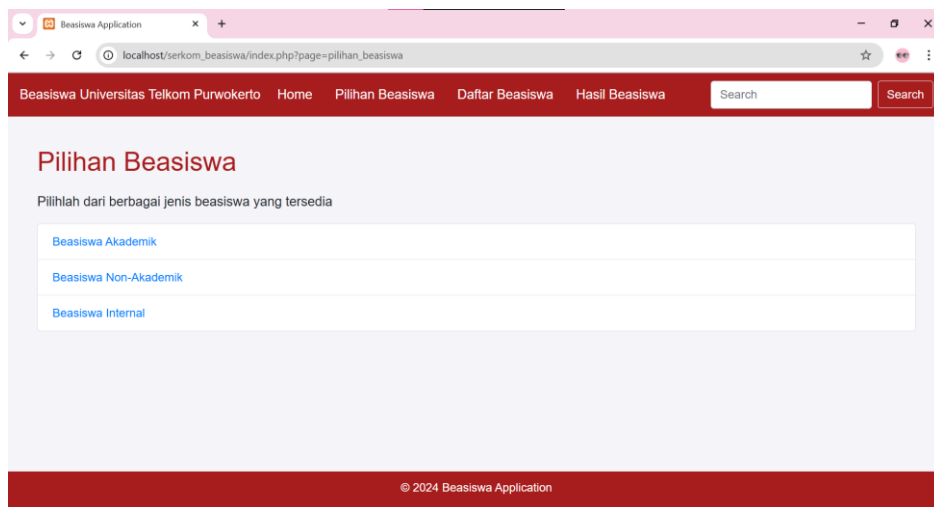 Beasiswa Application
localhost/serkom_beasiswa/index.php?page=pilihan_beasiswa
Beasiswa Universitas Telkom Purwokerto Home Pilihan Beasiswa Daftar Beasiswa Hasil Beasiswa Search Search
Pilihan Beasiswa
Pilihlah dari berbagai jenis beasiswa yang tersedia
Beasiswa Akademik
Beasiswa Non-Akademik
Beasiswa Internal
© 2024 Beasiswa Application